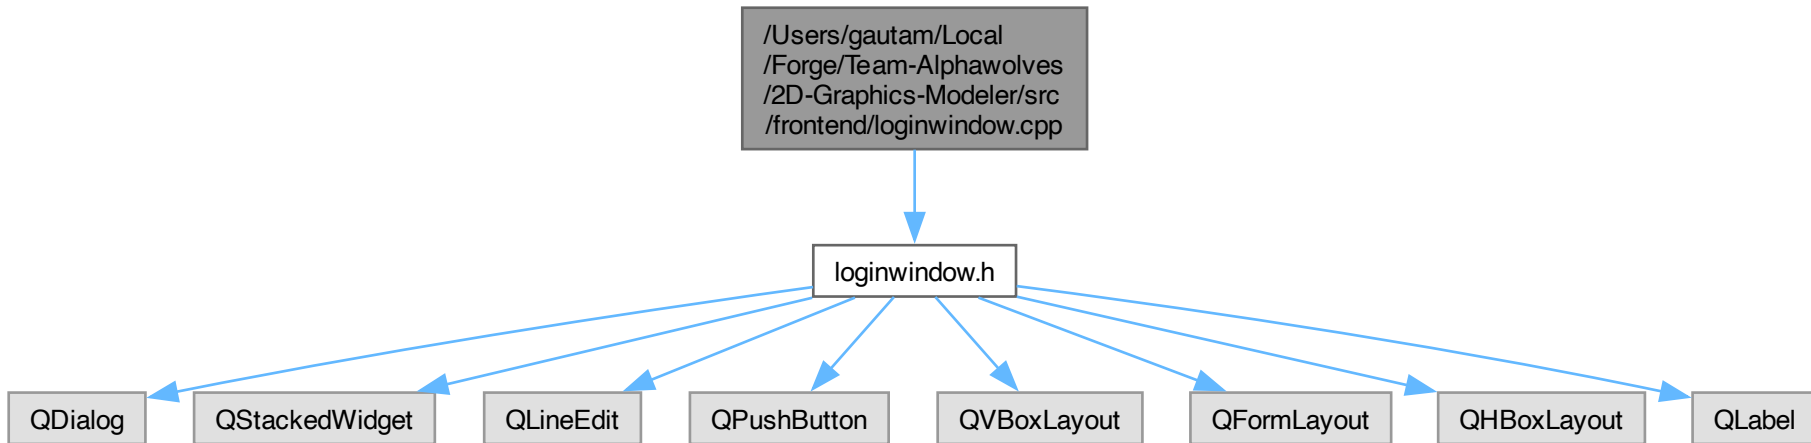 /Users/gautam/Local
/Forge/Team-Alphawolves
/2D-Graphics-Modeler/src
/frontend/loginwindow.cpp
loginwindow.h
QDialog
QStackedWidget
QLineEdit
QPushButton
QVBoxLayout
QFormLayout
QHBoxLayout
QLabel